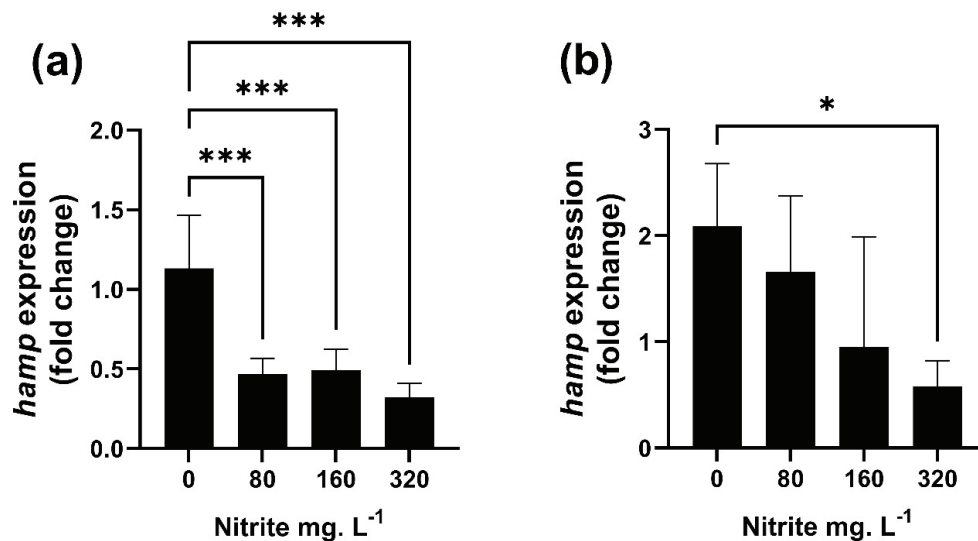 (a)
***
***
***
hamp expression
(fold change)
2.0
1.5
1.0
0.5
0.0
0 80 160 320
Nitrite mg. L-1
(b)
*
hamp expression
(fold change)
3
2
1
0
0 80 160 320
Nitrite mg. L-1